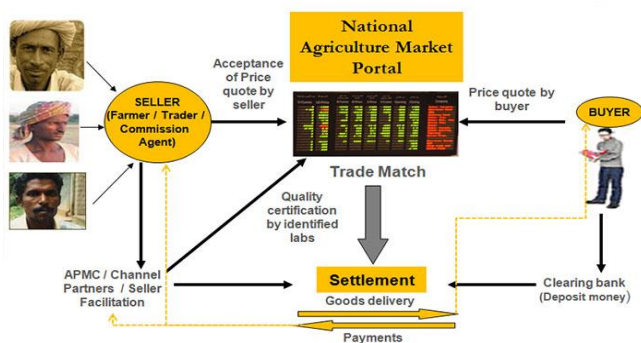 National
Agriculture Market
Portal
Acceptance
of Price
quote by
seller
SELLER
(Farmer / Trader /
Commission
Agent)
Price quote by
buyer
BUYER
Trade Match
Quality
certification
by identified
labs
APMC / Channel
Partners / Seller
Facilitation
Settlement
Goods delivery
Payments
Clearing bank
(Deposit money)